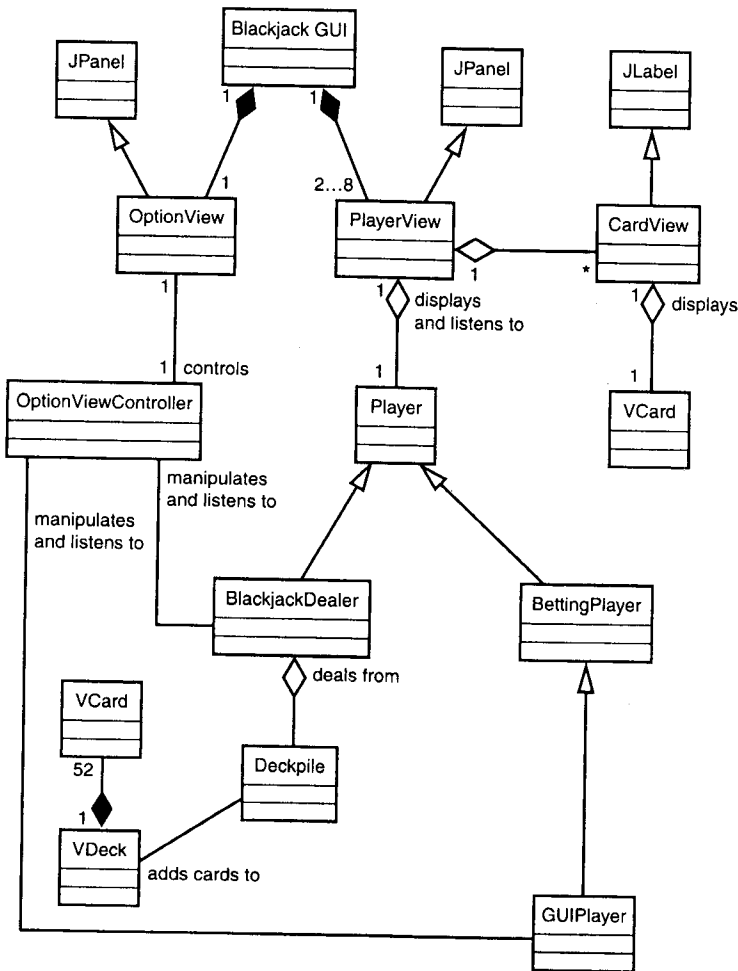 Blackjack GUI
JPanel
JPanel
JLabel
1
1
1
2...8
OptionView
PlayerView
CardView
1
*
1
1
displays
and listens to
1
displays
1
controls
1
1
OptionViewController
Player
VCard
manipulates
and listens to
manipulates
and listens to
BlackjackDealer
BettingPlayer
deals from
VCard
52
Deckpile
1
VDeck
adds cards to
GUIPlayer